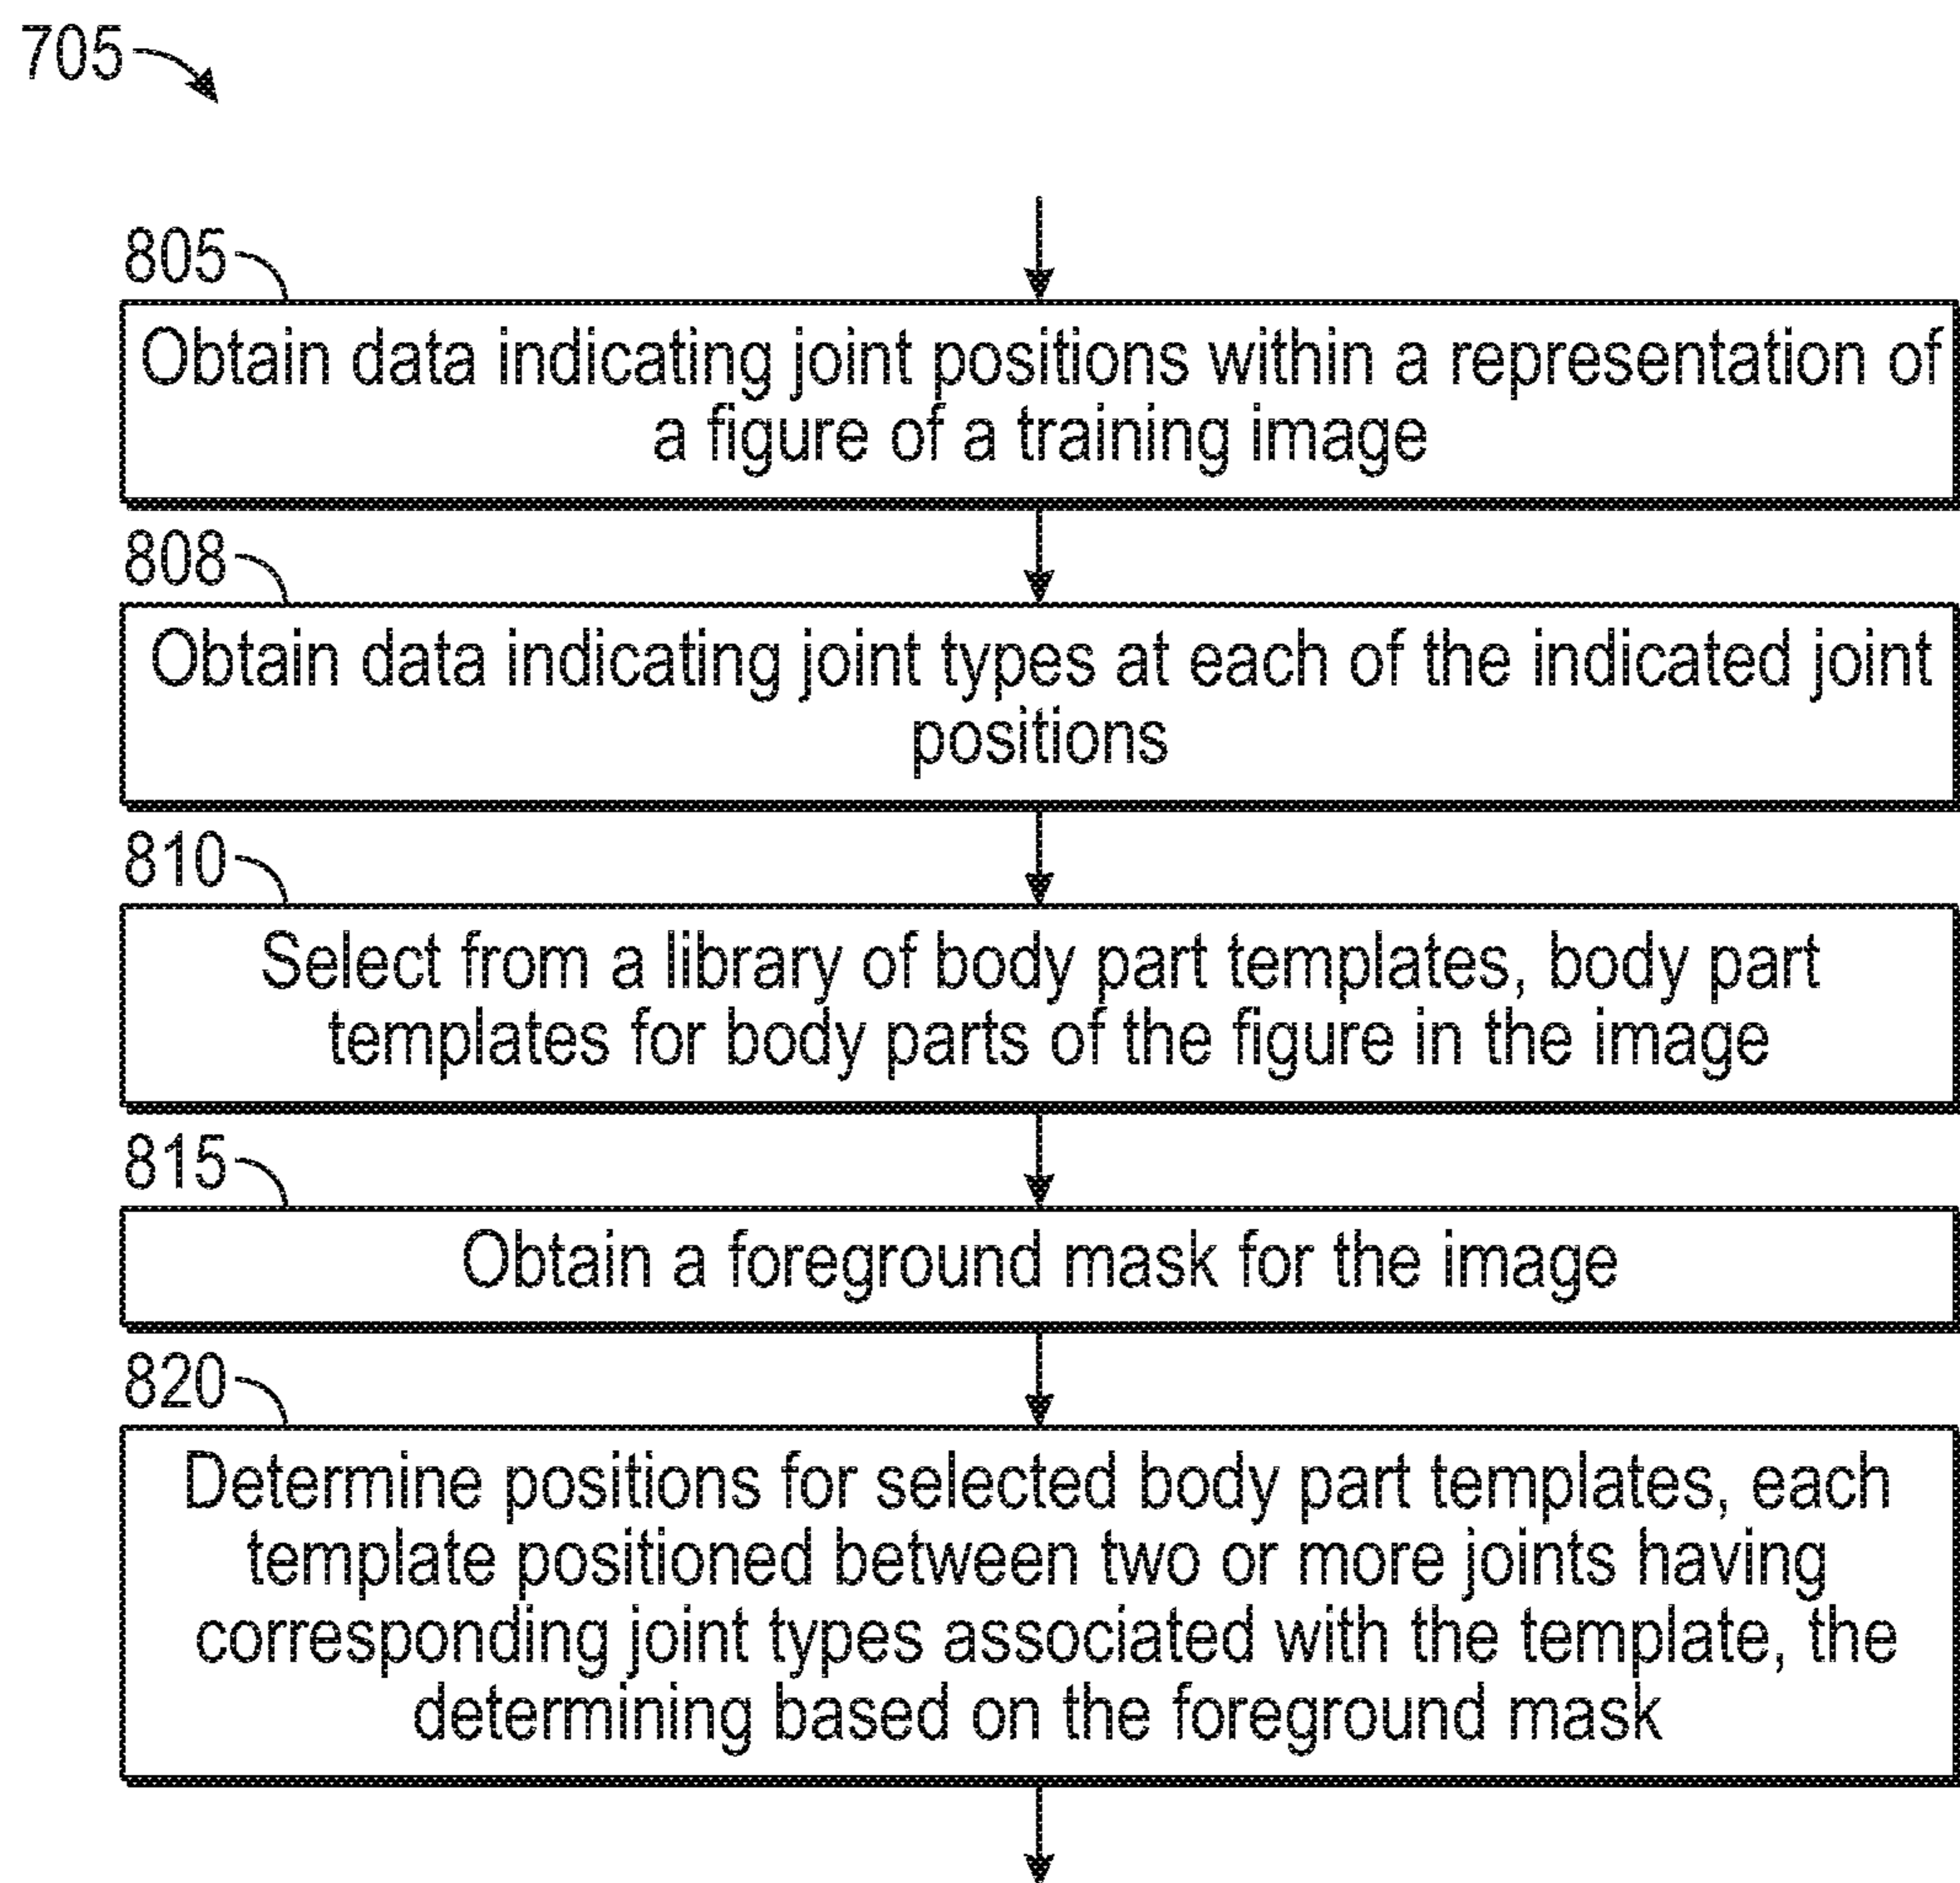 705
805
Obtain data indicating joint positions within a representation of
a figure of a training image
808
Obtain data indicating joint types at each of the indicated joint
positions
810
Select from a library of body part templates, body part
templates for body parts of the figure in the image
815
Obtain a foreground mask for the image
820
Determine positions for selected body part templates, each
template positioned between two or more joints having
corresponding joint types associated with the template, the
determining based on the foreground mask